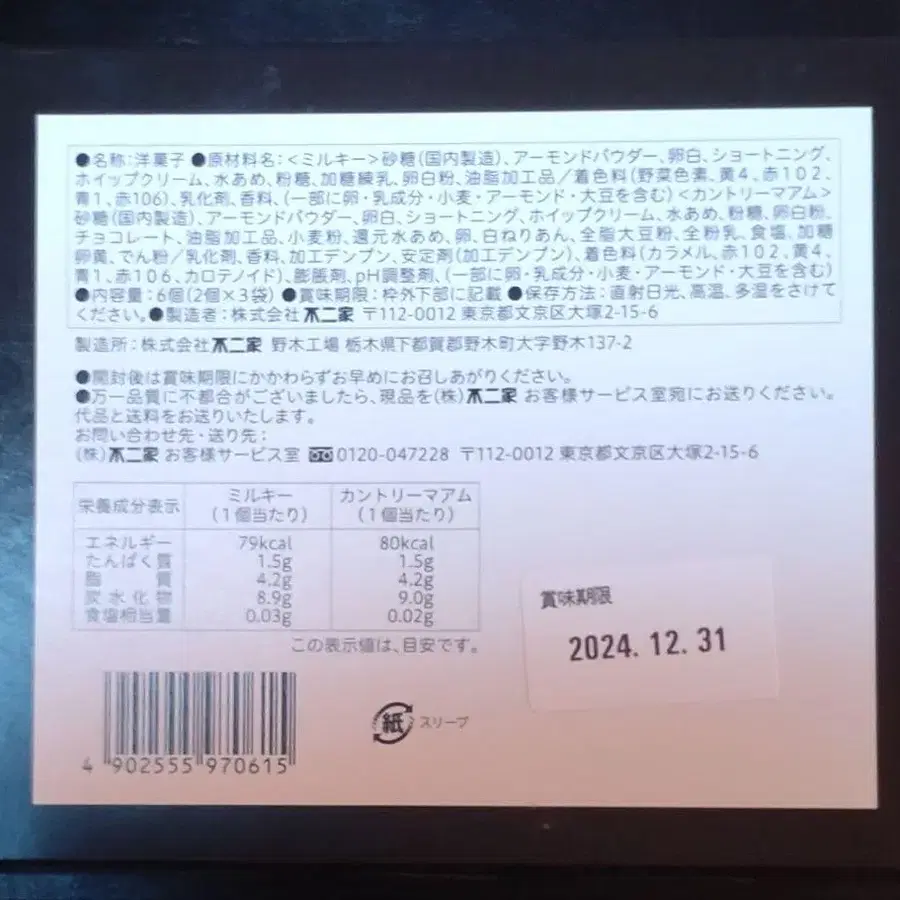 ●名称:洋菓子 ●原材料名:<ミルキー>砂糖(国内製造)、アーモンドパウダー、卵白、ショートニング、
ホイップクリーム、水あめ、粉糖、加糖練乳、卵白粉、油脂加工品/着色料(野菜色素、黄4、赤102、
青1、赤106)、乳化剤、香料、(一部に卵・乳成分・小麦・アーモンド・大豆を含む)<カントリーマアム>
砂糖(国内製造)、アーモンドパウダー、卵白、ショートニング、ホイップクリーム、水あめ、粉糖、卵白粉、
チョコレート、油脂加工品、小麦粉、還元水あめ、卵、白ねりあん、全脂大豆粉、全粉乳、食塩、加糖
卵黄、でん粉/乳化剤、香料、加工デンプン、安定剤(加工デンプン)、着色料(カラメル、赤102、黄4、
青1、赤106、カロテノイド)、膨脹剤、pH調整剤、(一部に卵・乳成分・小麦・アーモンド・大豆を含む)
●内容量:6個(2個×3袋) ●賞味期限:枠外下部に記載 ●保存方法:直射日光、高温、多湿をさけて
ください。●製造者:株式会社不二家 〒112-0012 東京都文京区大塚2-15-6
製造所:株式会社不二家 野木工場 栃木県下都賀郡野木町大字野木137-2
●開封後は賞味期限にかかわらずお早めにお召しあがりください。
●万一品質に不都合がございましたら、現品を(株)不二家 お客様サービス室宛にお送りください。
代品と送料をお送りいたします。
お問い合わせ先・送り先:
(株)不二家 お客様サービス室 0120-047228 〒112-0012 東京都文京区大塚2-15-6
栄養成分表示 ミルキー(1個当たり) カントリーマアム(1個当たり)
エネルギー 79kcal 80kcal
たんぱく質 1.5g 1.5g
脂質 4.2g 4.2g
炭水化物 8.9g 9.0g
食塩相当量 0.03g 0.02g
この表示値は、目安です。
賞味期限
2024.12.31
紙 スリーブ
4 902555 970615